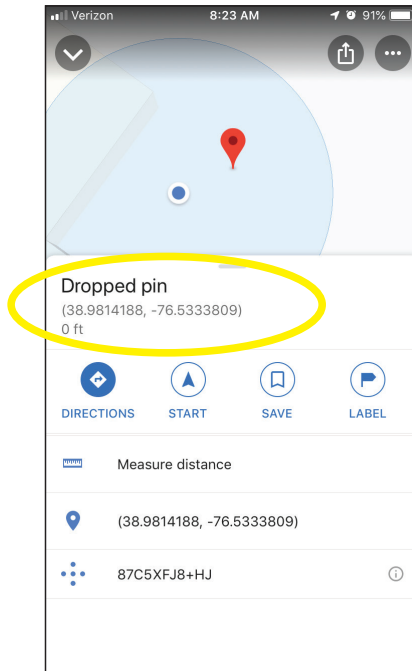 Verizon 8:23 AM 91%
Dropped pin
(38.9814188, -76.5333809)
0 ft
DIRECTIONS START SAVE LABEL
Measure distance
(38.9814188, -76.5333809)
87C5XFJ8+HJ